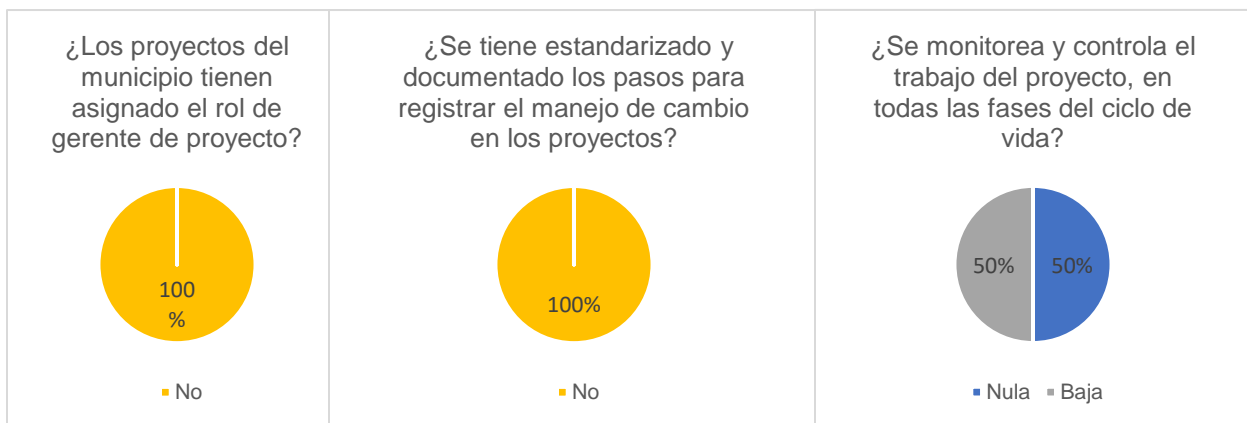 ¿Los proyectos del
municipio tienen
asignado el rol de
gerente de proyecto?
100
%
No
¿Se tiene estandarizado y
documentado los pasos para
registrar el manejo de cambio
en los proyectos?
100%
No
¿Se monitorea y controla el
trabajo del proyecto, en
todas las fases del ciclo de
vida?
50% 50%
Nula Baja